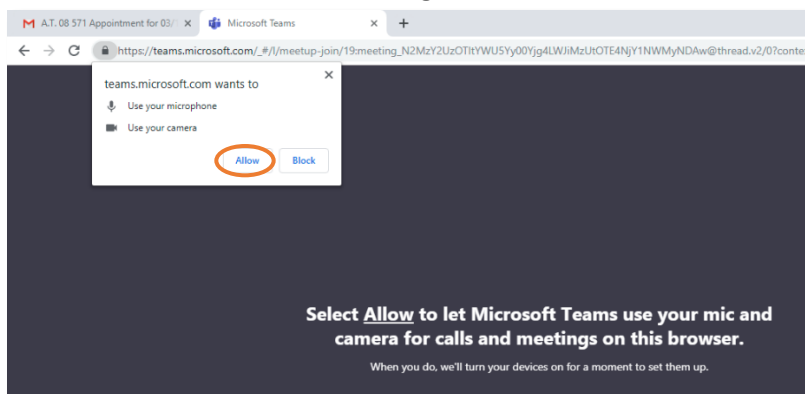 A.T. 08 571 Appointment for 03/1
Microsoft Teams
https://teams.microsoft.com/_#/l/meetup-join/19:meeting_N2MzY2UzOTItYWU5Yy00Yjg4LWJiMzUtOTE4NjY1NWMyNDAw@thread.v2/0?conte
teams.microsoft.com wants to
Use your microphone
Use your camera
Allow Block
Select Allow to let Microsoft Teams use your mic and
camera for calls and meetings on this browser.
When you do, we'll turn your devices on for a moment to set them up.